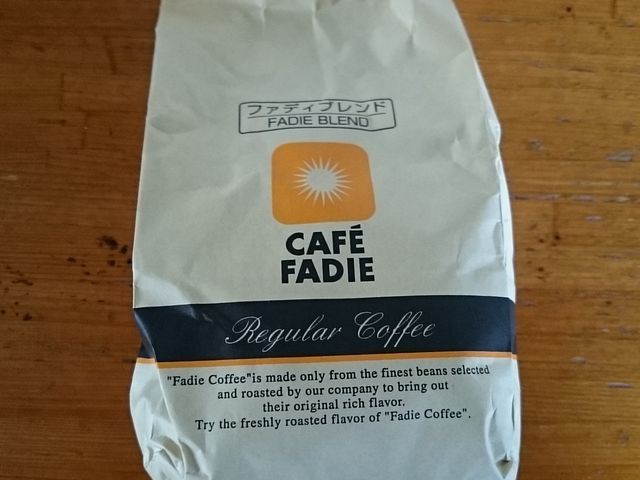 ファディブレンド
FADIE BLEND
CAFÉ
FADIE
Regular Coffee
"Fadie Coffee"is made only from the finest beans selected
and roasted by our company to bring out
their original rich flavor.
Try the freshly roasted flavor of "Fadie Coffee".